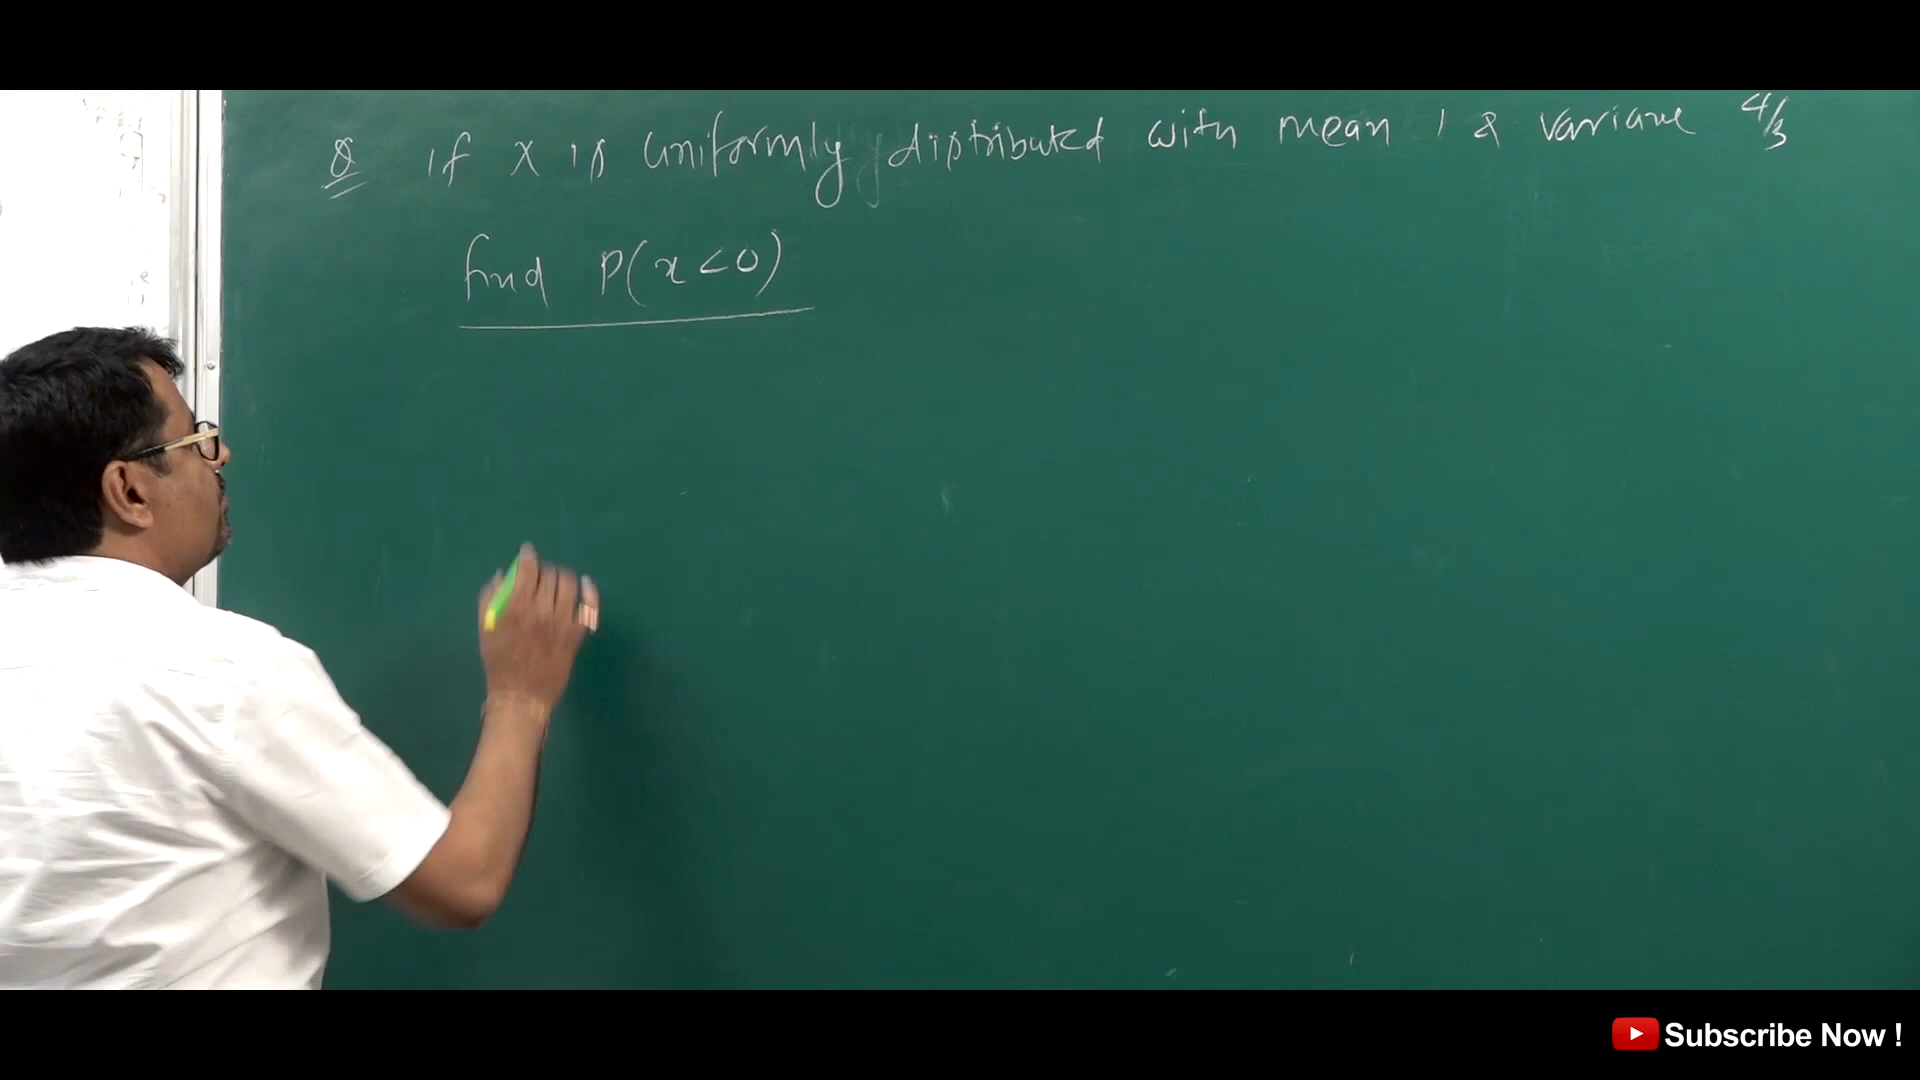 Q If X is uniformly distributed with mean 1 & variance 4/3
find P(x<0)
Subscribe Now !